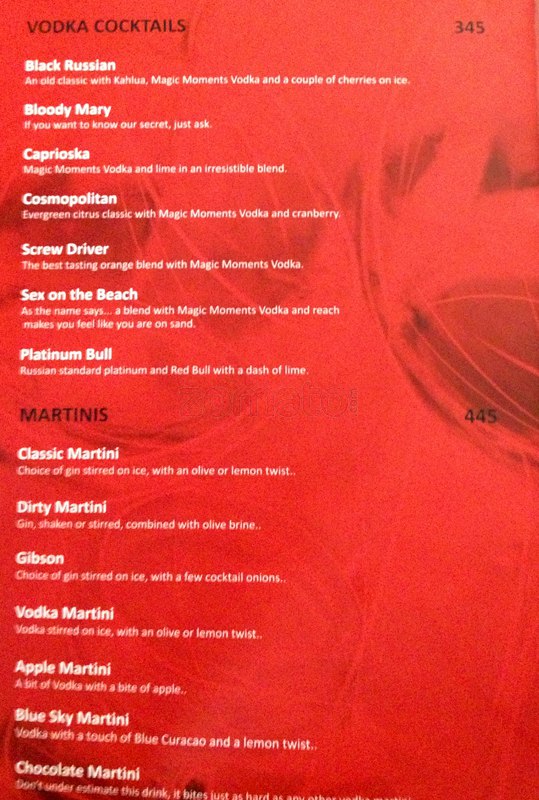 VODKA COCKTAILS 345
Black Russian
An old classic with Kahlua, Magic Moments Vodka and a couple of cherries on ice.
Bloody Mary
If you want to know our secret, just ask.
Caprioska
Magic Moments Vodka and lime in an irresistible blend.
Cosmopolitan
Evergreen citrus classic with Magic Moments Vodka and cranberry.
Screw Driver
The best tasting orange blend with Magic Moments Vodka.
Sex on the Beach
As the name says... a blend with Magic Moments Vodka and reach
makes you feel like you are on sand.
Platinum Bull
Russian standard platinum and Red Bull with a dash of lime.
zomato
MARTINIS 445
Classic Martini
Choice of gin stirred on ice, with an olive or lemon twist..
Dirty Martini
Gin, shaken or stirred, combined with olive brine..
Gibson
Choice of gin stirred on ice, with a few cocktail onions..
Vodka Martini
Vodka stirred on ice, with an olive or lemon twist..
Apple Martini
A bit of Vodka with a bite of apple..
Blue Sky Martini
Vodka with a touch of Blue Curacao and a lemon twist..
Chocolate Martini
Don't under estimate this drink, it bites just as hard as any other vodka martini